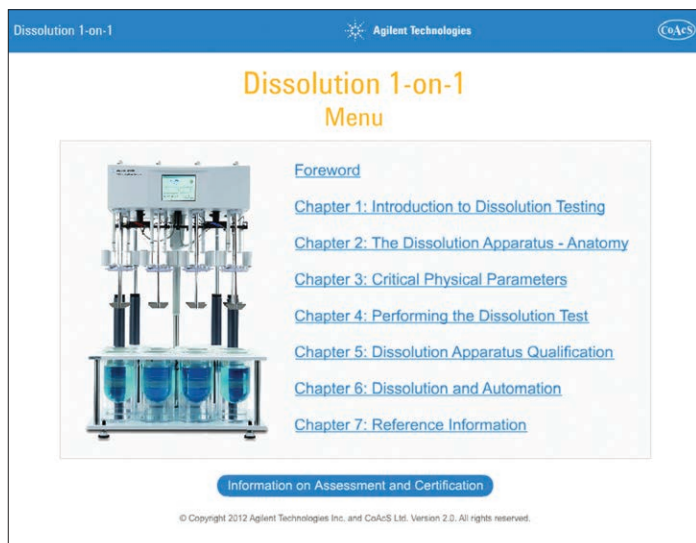 Dissolution 1-on-1
Agilent Technologies
CoAcS
Dissolution 1-on-1
Menu
Foreword
Chapter 1: Introduction to Dissolution Testing
Chapter 2: The Dissolution Apparatus - Anatomy
Chapter 3: Critical Physical Parameters
Chapter 4: Performing the Dissolution Test
Chapter 5: Dissolution Apparatus Qualification
Chapter 6: Dissolution and Automation
Chapter 7: Reference Information
Information on Assessment and Certification
© Copyright 2012 Agilent Technologies Inc. and CoAcS Ltd. Version 2.0. All rights reserved.